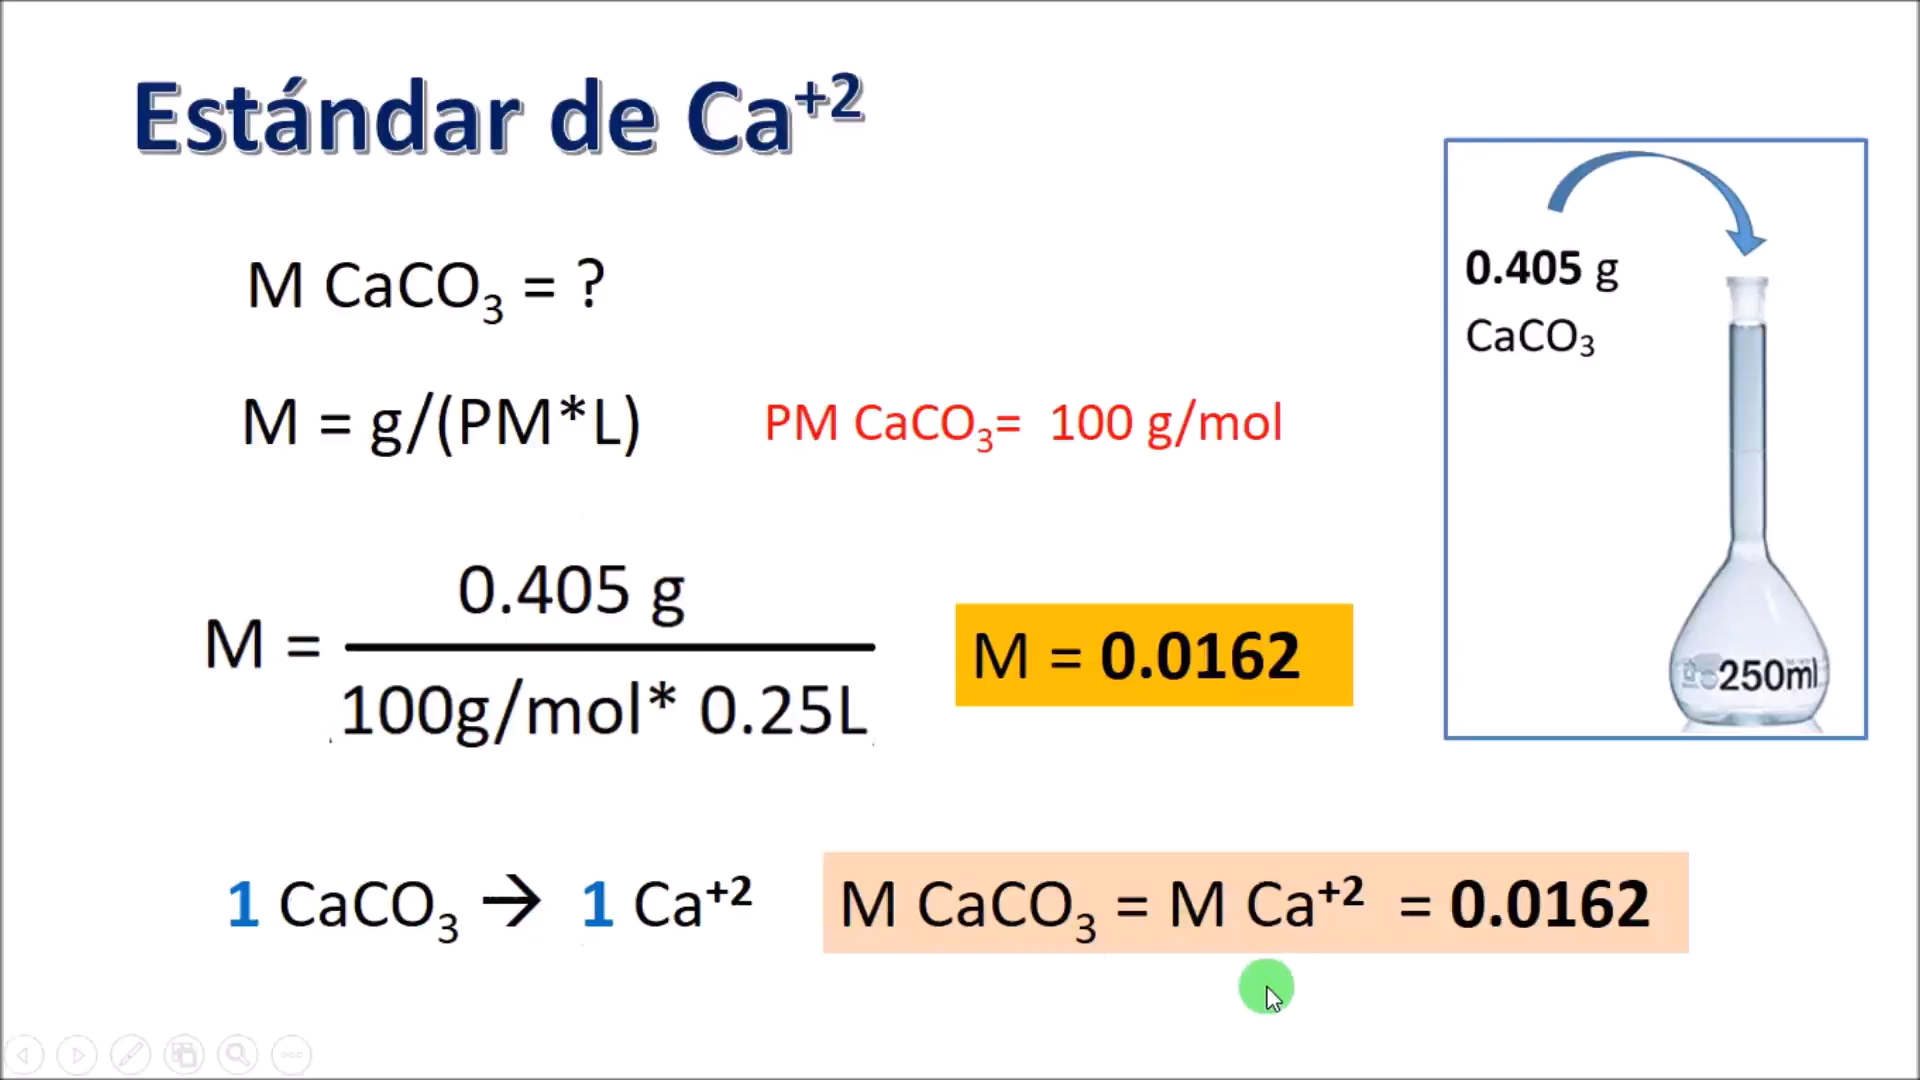 Estándar de Ca⁺²
M CaCO₃ = ?
M = g/(PM*L)
PM CaCO₃= 100 g/mol
0.405 g
CaCO₃
250ml
M =
0.405 g
100g/mol* 0.25L
M = 0.0162
1 CaCO₃ → 1 Ca⁺²
M CaCO₃ = M Ca⁺² = 0.0162